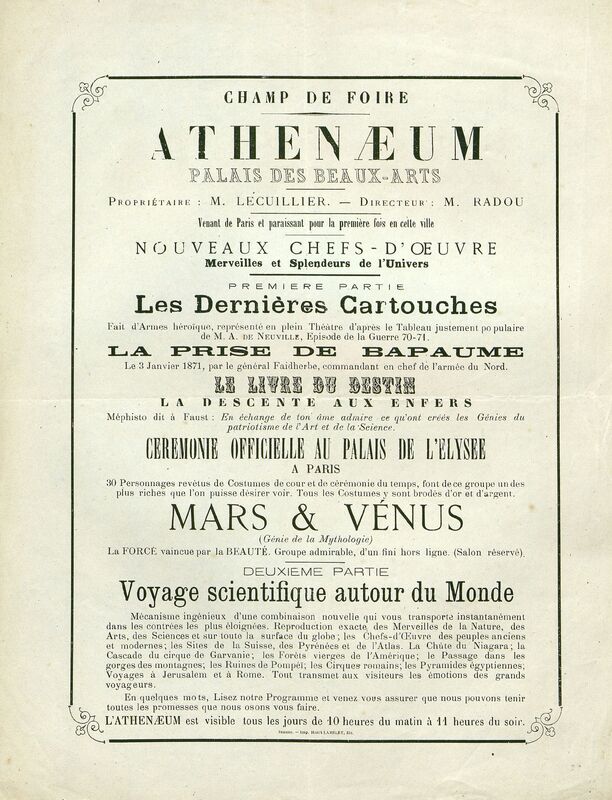 CHAMP DE FOIRE
ATHENÆUM
PALAIS DES BEAUX-ARTS
PROPRIÉTAIRE : M. LÉCUILLIER. — DIRECTEUR : M. RADOU
Venant de Paris et paraissant pour la première fois en cette ville
NOUVEAUX CHEFS-D'ŒUVRE
Merveilles et Splendeurs de l'Univers
PREMIERE PARTIE
Les Dernières Cartouches
Fait d'Armes héroïque, représenté en plein Théâtre d'après le Tableau justement populaire
de M. A. DE NEUVILLE, Episode de la Guerre 70-71.
LA PRISE DE BAPAUME
Le 3 Janvier 1871, par le général Faidherbe, commandant en chef de l'armée du Nord.
LE LIVRE DU DESTIN
LA DESCENTE AUX ENFERS
Méphisto dit à Faust : En échange de ton âme admire ce qu'ont créés les Génies du
patriotisme de l'Art et de la Science.
CEREMONIE OFFICIELLE AU PALAIS DE L'ELYSEE
A PARIS
30 Personnages revétus de Costumes de cour et de cérémonie du temps, font de ce groupe un des
plus riches que l'on puisse désirer voir. Tous les Costumes y sont brodés d'or et d'argent.
MARS & VÉNUS
(Génie de la Mythologie)
La FORCE vaincue par la BEAUTÉ. Groupe admirable, d'un fini hors ligne. (Salon réservé).
DEUXIEME PARTIE
Voyage scientifique autour du Monde
Mécanisme ingénieux d'une combinaison nouvelle qui vous transporte instantanément
dans les contrées les plus éloignées. Reproduction exacte des Merveilles de la Nature, des
Arts, des Sciences et sur toute la surface du globe; les Chefs-d'Œuvre des peuples anciens
et modernes; les Sites de la Suisse, des Pyrénées et de l'Atlas. La Chûte du Niagara; la
Cascade du cirque de Garvanie; les Forêts vierges de l'Amérique; le Passage dans les
gorges des montagnes; les Ruines de Pompéï; les Cirques romains; les Pyramides égyptiennes;
Voyages à Jerusalem et à Rome. Tout transmet aux visiteurs les émotions des grands
voyageurs.
En quelques mots, Lisez notre Programme et venez vous assurer que nous pouvons tenir
toutes les promesses que nous osons vous faire.
L'ATHENÆUM est visible tous les jours de 10 heures du matin à 11 heures du soir.
Imp.